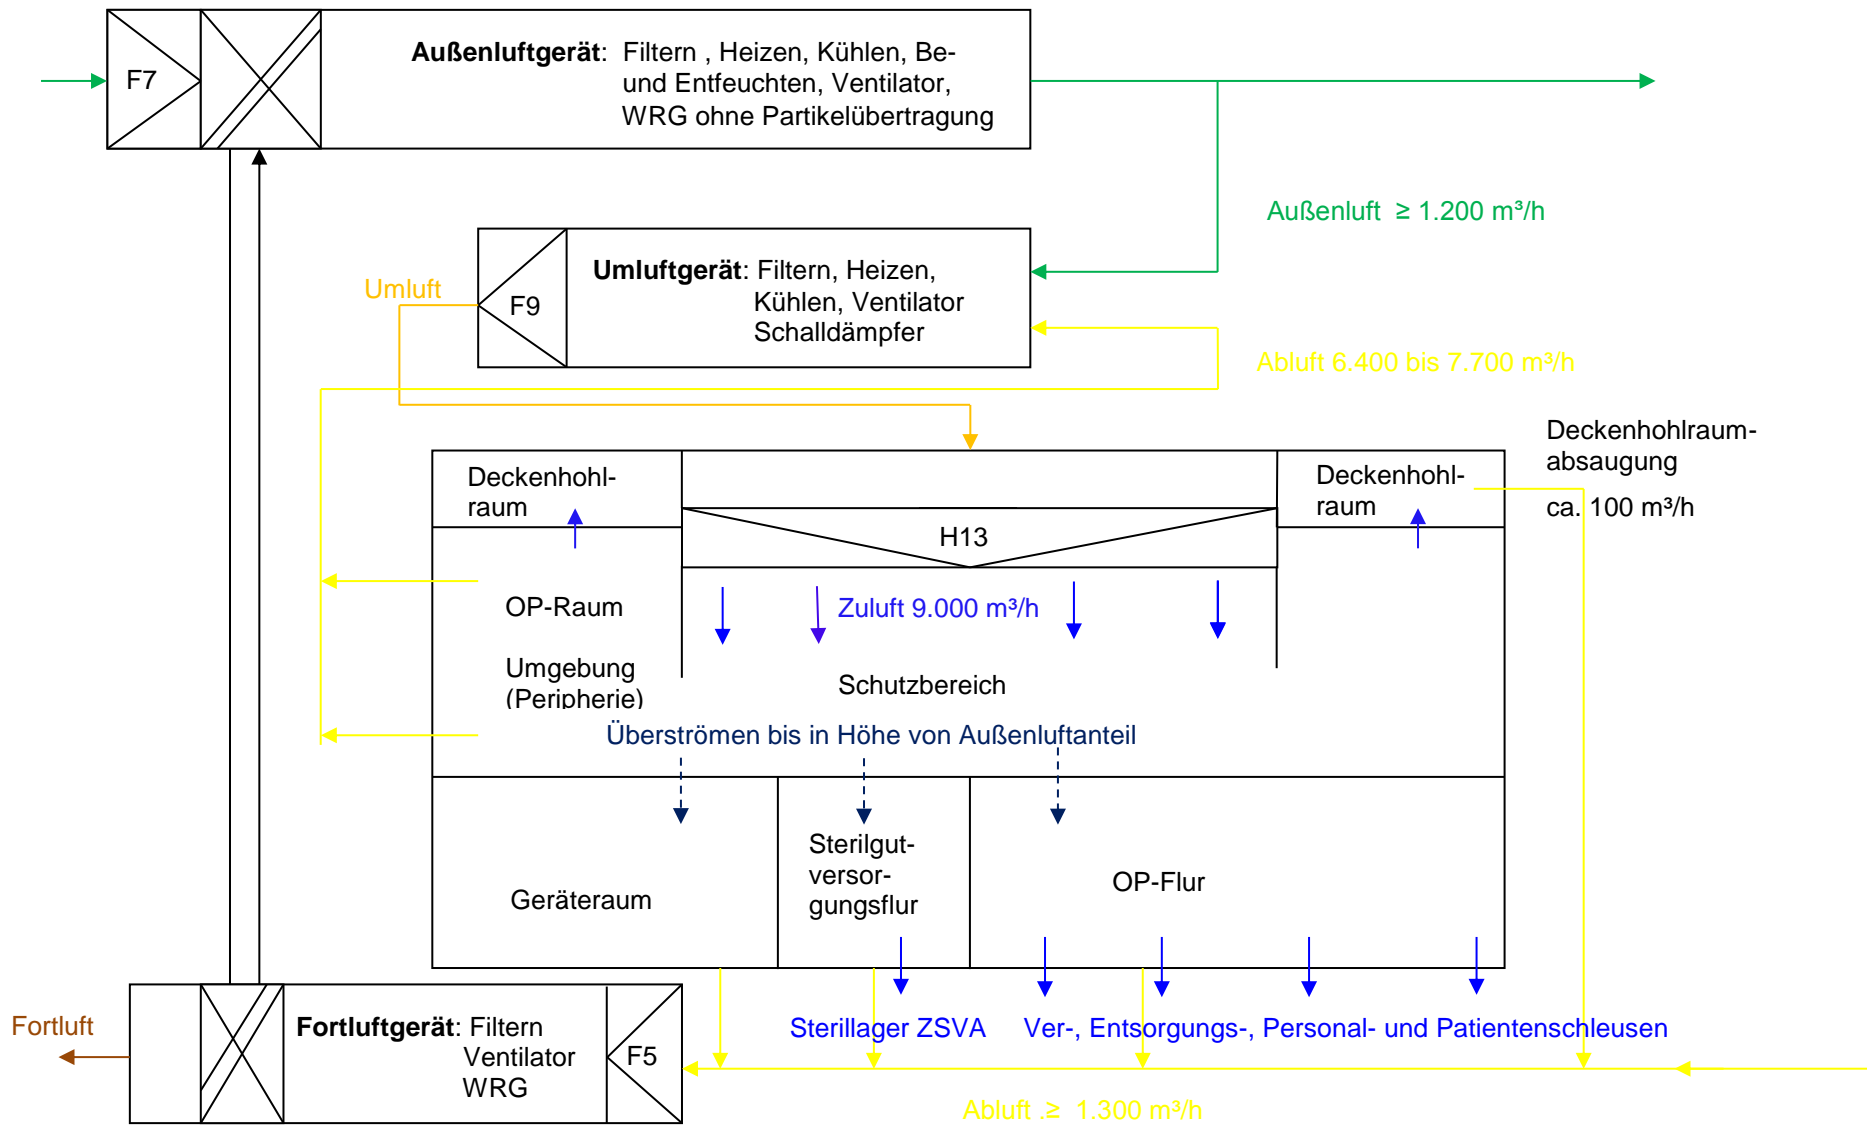 F7
Außenluftgerät: Filtern , Heizen, Kühlen, Be-
und Entfeuchten, Ventilator,
WRG ohne Partikelübertragung
Außenluft ≥ 1.200 m³/h
Umluft
F9
Umluftgerät: Filtern, Heizen,
Kühlen, Ventilator
Schalldämpfer
Abluft 6.400 bis 7.700 m³/h
Deckenhohlraum-
absaugung
ca. 100 m³/h
Deckenhohl-
raum
Deckenhohl-
raum
H13
OP-Raum
Zuluft 9.000 m³/h
Umgebung
(Peripherie)
Schutzbereich
Überströmen bis in Höhe von Außenluftanteil
Geräteraum
Sterilgut-
versor-
gungsflur
OP-Flur
Fortluft
Fortluftgerät: Filtern
Ventilator
WRG
F5
Sterillager ZSVA
Ver-, Entsorgungs-, Personal- und Patientenschleusen
Abluft .≥ 1.300 m³/h